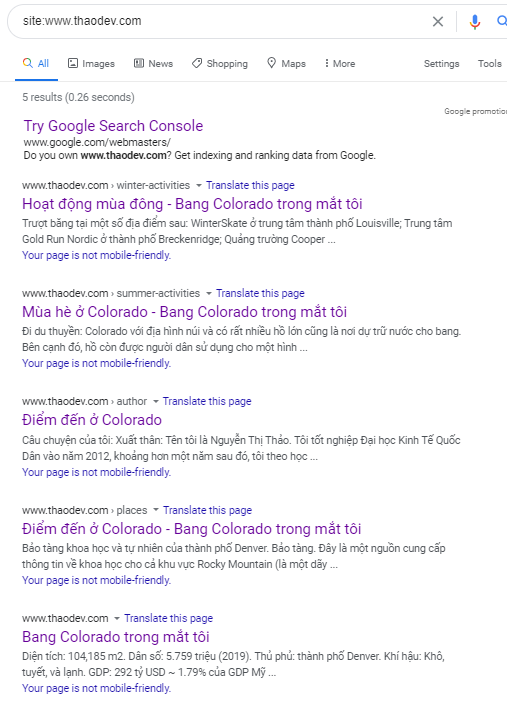 site:www.thaodev.com
All Images News Shopping Maps More Settings Tools
5 results (0.26 seconds)
Google promotion
Try Google Search Console
www.google.com/webmasters/
Do you own www.thaodev.com? Get indexing and ranking data from Google.
www.thaodev.com › winter-activities Translate this page
Hoạt động mùa đông - Bang Colorado trong mắt tôi
Trượt băng tại một số địa điểm sau: WinterSkate ở trung tâm thành phố Louisville; Trung tâm
Gold Run Nordic ở thành phố Breckenridge; Quảng trường Cooper ...
Your page is not mobile-friendly.
www.thaodev.com › summer-activities Translate this page
Mùa hè ở Colorado - Bang Colorado trong mắt tôi
Đi du thuyền: Colorado với địa hình núi và có rất nhiều hồ lớn cũng là nơi dự trữ nước cho bang.
Bên cạnh đó, hồ còn được người dân sử dụng cho một hình ...
Your page is not mobile-friendly.
www.thaodev.com › author Translate this page
Điểm đến ở Colorado
Câu chuyện của tôi: Xuất thân: Tên tôi là Nguyễn Thị Thảo. Tôi tốt nghiệp Đại học Kinh Tế Quốc
Dân vào năm 2012, khoảng hơn một năm sau đó, tôi theo học ...
Your page is not mobile-friendly.
www.thaodev.com › places Translate this page
Điểm đến ở Colorado - Bang Colorado trong mắt tôi
Bảo tàng khoa học và tự nhiên của thành phố Denver. Bảo tàng. Đây là một nguồn cung cấp
thông tin về khoa học cho cả khu vực Rocky Mountain (là một dãy ...
Your page is not mobile-friendly.
www.thaodev.com Translate this page
Bang Colorado trong mắt tôi
Diện tích: 104,185 m2. Dân số: 5.759 triệu (2019). Thủ phủ: thành phố Denver. Khí hậu: Khô,
tuyết, và lạnh. GDP: 292 tỷ USD ~ 1.79% của GDP Mỹ ...
Your page is not mobile-friendly.